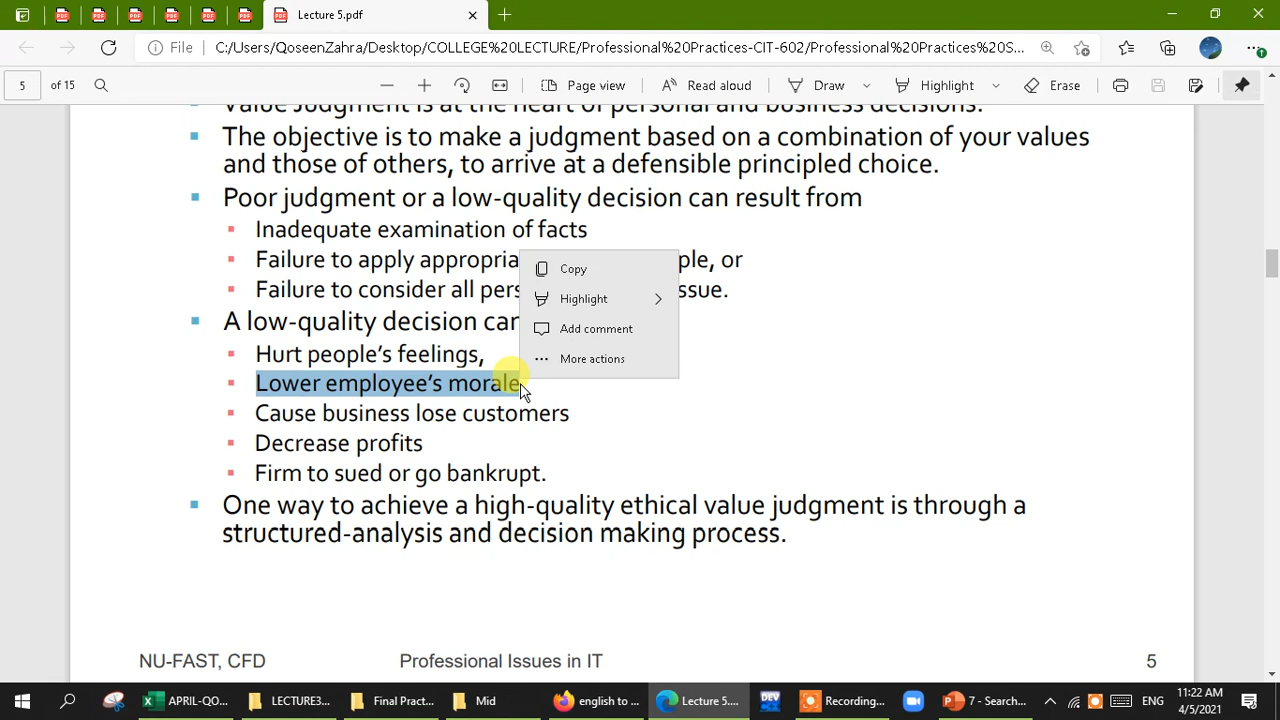 Lecture 5.pdf
File C:/Users/QoseenZahra/Desktop/COLLEGE%20LECTURE/Professional%20Practices-CIT-602/Professional%20Practices%20S...
5 of 15 Page view Read aloud Draw Highlight Erase
Value Judgment is at the heart of personal and business decisions.
The objective is to make a judgment based on a combination of your values
and those of others, to arrive at a defensible principled choice.
Poor judgment or a low-quality decision can result from
Inadequate examination of facts
Failure to apply appropria ple, or
Failure to consider all pers ssue.
A low-quality decision can
Hurt people's feelings,
Lower employee's morale
Cause business lose customers
Decrease profits
Firm to sued or go bankrupt.
One way to achieve a high-quality ethical value judgment is through a
structured-analysis and decision making process.
Copy
Highlight
Add comment
More actions
NU-FAST, CFD Professional Issues in IT 5
APRIL-QO... LECTURE3... Final Pract... Mid english to ... Lecture 5.... DEV Recording... 7 - Search... ENG 11:22 AM
4/5/2021